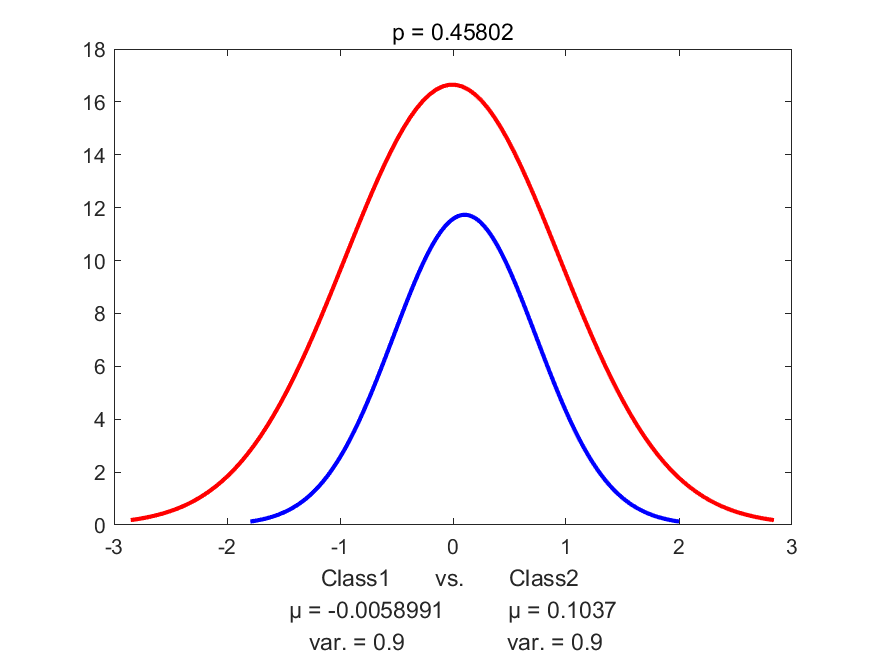 p = 0.45802
18
16
14
12
10
8
6
4
2
0
-3 -2 -1 0 1 2 3
Class1 vs. Class2
μ = -0.0058991 μ = 0.1037
var. = 0.9 var. = 0.9